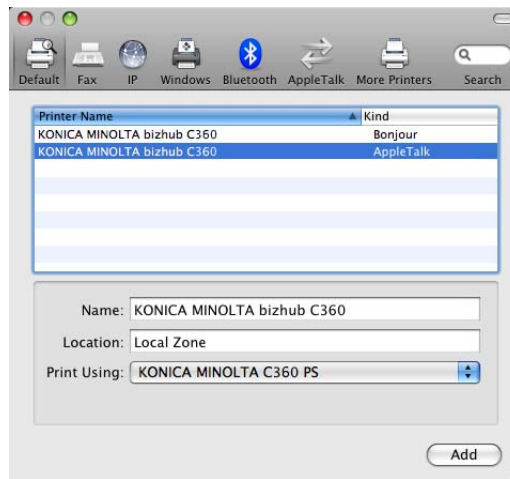 Default Fax IP Windows Bluetooth AppleTalk More Printers Search
Printer Name Kind
KONICA MINOLTA bizhub C360 Bonjour
KONICA MINOLTA bizhub C360 AppleTalk
Name: KONICA MINOLTA bizhub C360
Location: Local Zone
Print Using: KONICA MINOLTA C360 PS
Add